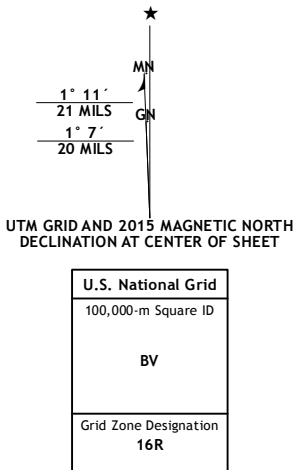 ★
MN
1° 11´
21 MILS
GN
1° 7´
20 MILS
UTM GRID AND 2015 MAGNETIC NORTH
DECLINATION AT CENTER OF SHEET
U.S. National Grid
100,000-m Square ID
BV
Grid Zone Designation
16R